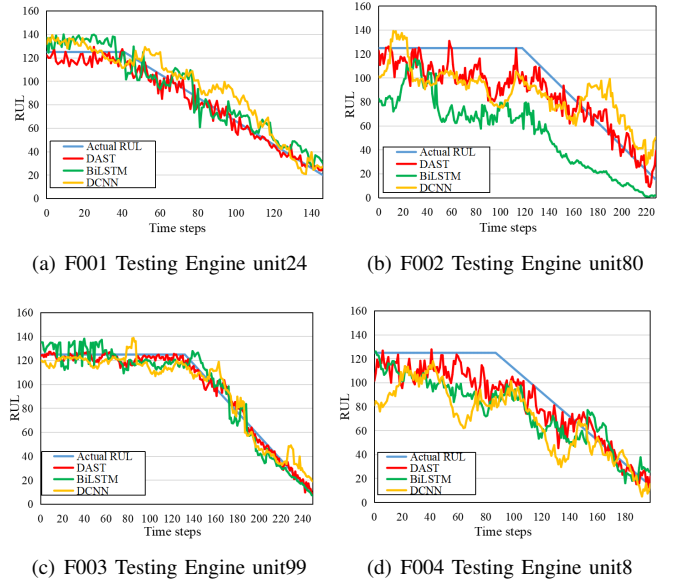 160
140
120
100
80
60
40
20
0
RUL
Actual RUL
DAST
BiLSTM
DCNN
0 20 40 60 80 100 120 140
Time steps
(a) F001 Testing Engine unit24
160
140
120
100
80
60
40
20
0
RUL
Actual RUL
DAST
BiLSTM
DCNN
0 20 40 60 80 100 120 140 160 180 200 220
Time steps
(b) F002 Testing Engine unit80
160
140
120
100
80
60
40
20
0
RUL
Actual RUL
DAST
BiLSTM
DCNN
0 20 40 60 80 100 120 140 160 180 200 220 240
Time steps
(c) F003 Testing Engine unit99
160
140
120
100
80
60
40
20
0
RUL
Actual RUL
DAST
BiLSTM
DCNN
0 20 40 60 80 100 120 140 160 180
Time steps
(d) F004 Testing Engine unit8